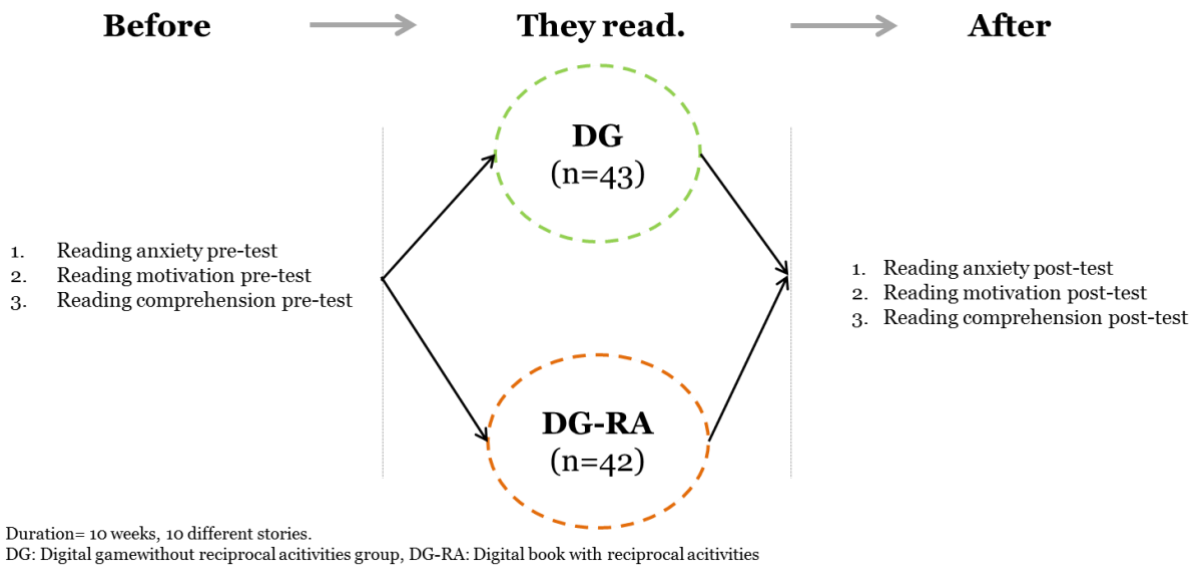 Before They read. After
DG
(n=43)
1. Reading anxiety pre-test
2. Reading motivation pre-test
3. Reading comprehension pre-test
1. Reading anxiety post-test
2. Reading motivation post-test
3. Reading comprehension post-test
DG-RA
(n=42)
Duration= 10 weeks, 10 different stories.
DG: Digital gamewithout reciprocal acitivities group, DG-RA: Digital book with reciprocal acitivities